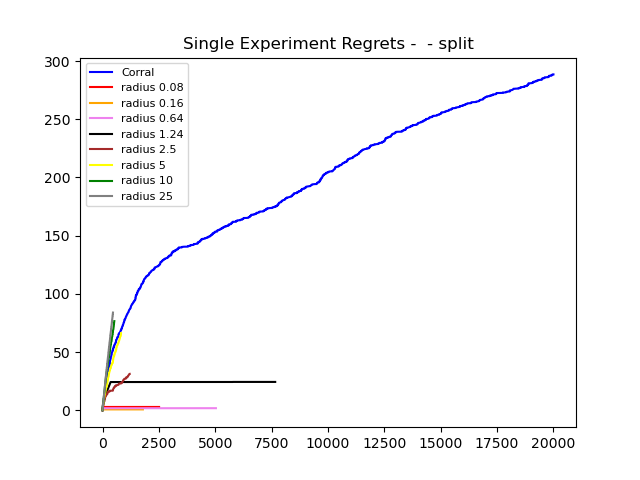 Single Experiment Regrets -  - split
300
250
200
150
100
50
0
Corral
radius 0.08
radius 0.16
radius 0.64
radius 1.24
radius 2.5
radius 5
radius 10
radius 25
0 2500 5000 7500 10000 12500 15000 17500 20000